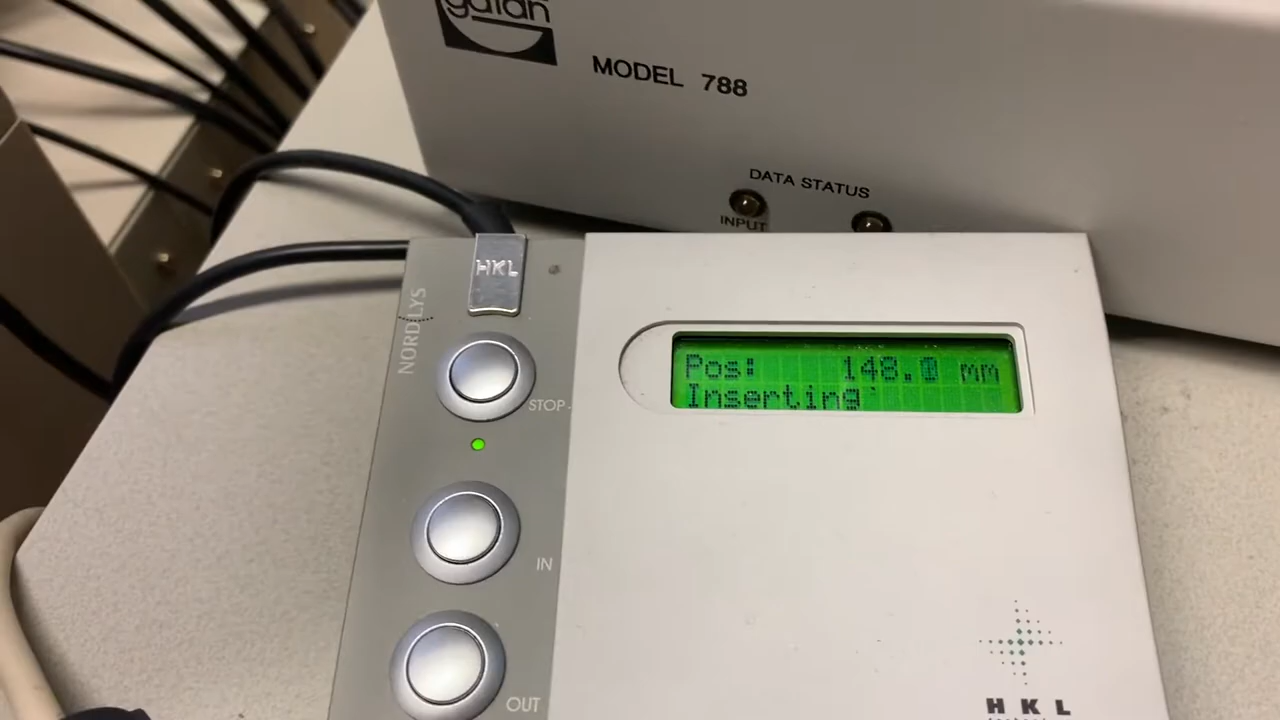 gatan
MODEL 788
DATA STATUS
INPUT
HKL
NORDLYS
STOP
Pos: 148.0 mm
Inserting
IN
OUT
HKL